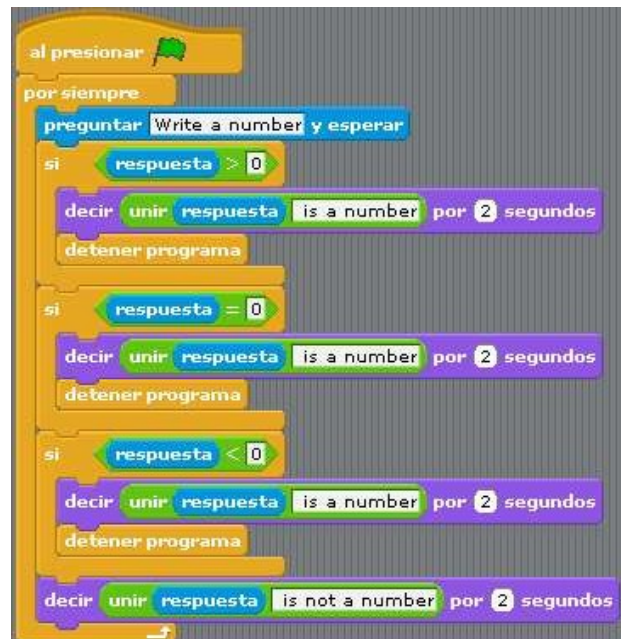 al presionar
por siempre
preguntar Write a number y esperar
si respuesta > 0
decir unir respuesta is a number por 2 segundos
detener programa
si respuesta = 0
decir unir respuesta is a number por 2 segundos
detener programa
si respuesta < 0
decir unir respuesta is a number por 2 segundos
detener programa
decir unir respuesta is not a number por 2 segundos